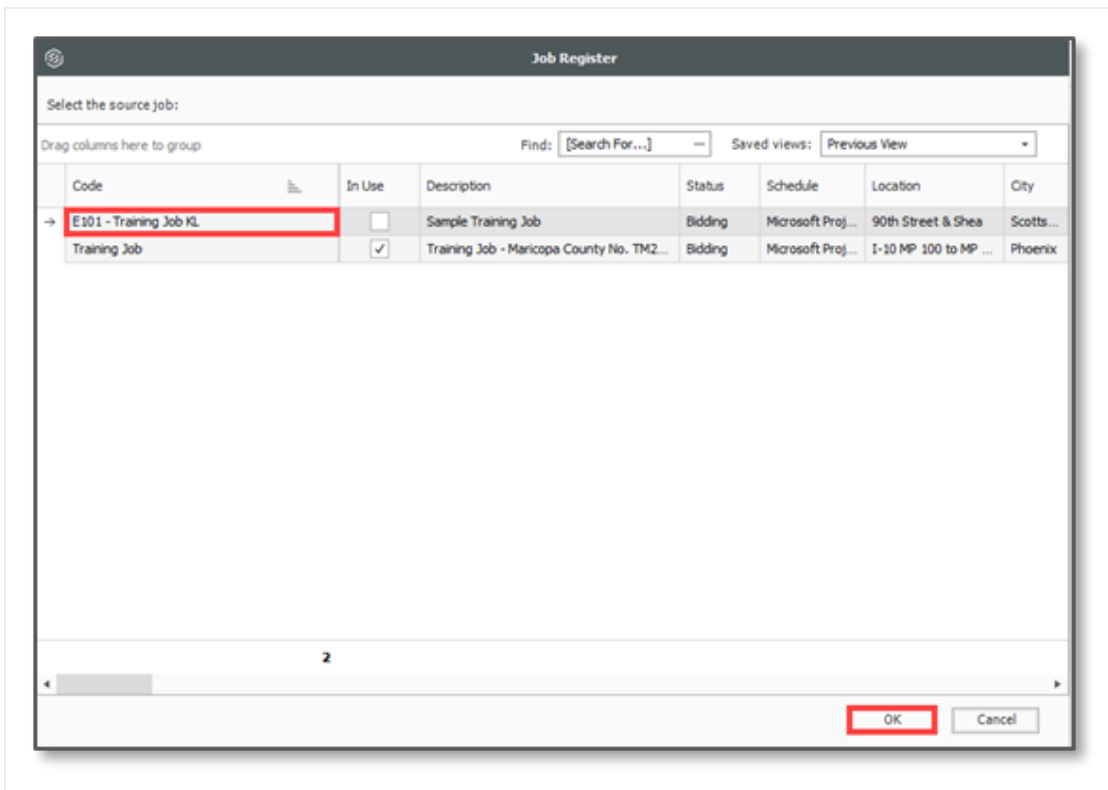 Job Register
Select the source job:
Drag columns here to group Find: [Search For...] ... Saved views: Previous View
Code In Use Description Status Schedule Location City
E101 - Training Job KL Sample Training Job Bidding Microsoft Proj... 90th Street & Shea Scotts...
Training Job Training Job - Maricopa County No. TM2... Bidding Microsoft Proj... I-10 MP 100 to MP ... Phoenix
2
OK Cancel